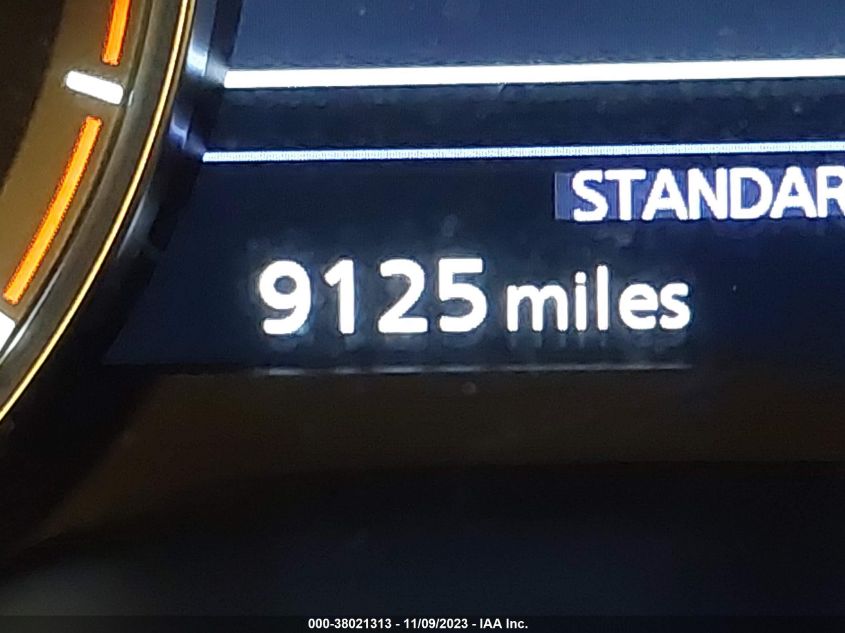 STANDAR
9125 miles
000-38021313 - 11/09/2023 - IAA Inc.